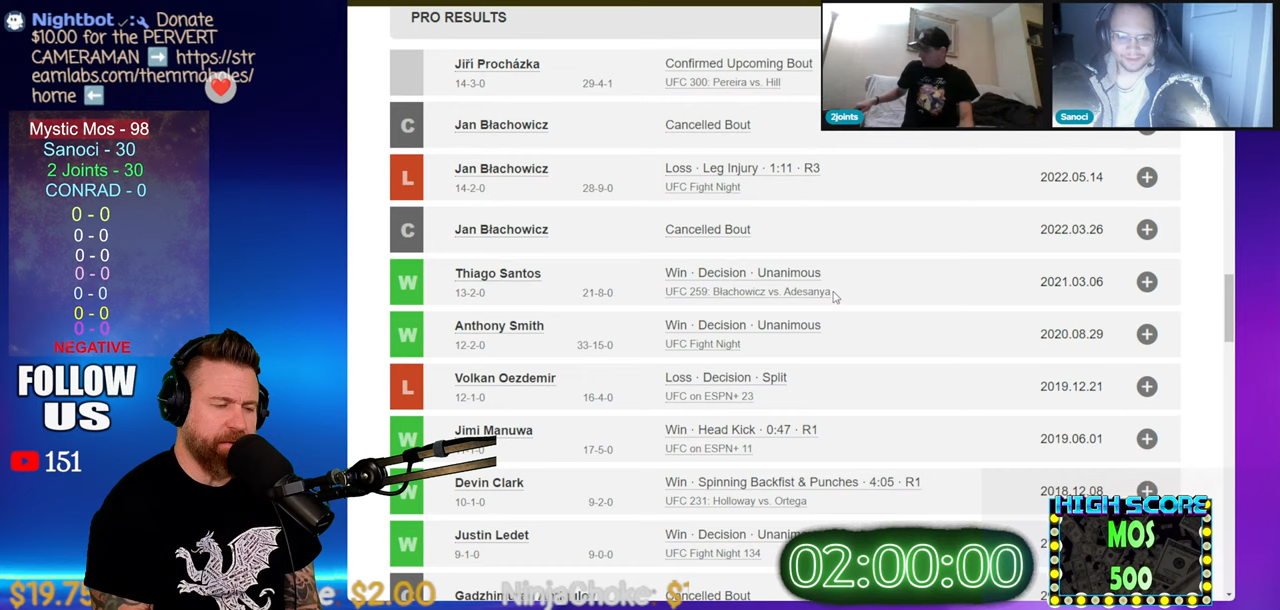 Nightbot Donate
$10.00 for the PERVERT
CAMERAMAN ➡ https://str
eamlabs.com/themmaholes/
home ⬅
Mystic Mos - 98
Sanoci - 30
2 Joints - 30
CONRAD - 0
0 - 0
0 - 0
0 - 0
0 - 0
0 - 0
0 - 0
0 - 0
NEGATIVE
FOLLOW
US
151
PRO RESULTS
Jiří Procházka Confirmed Upcoming Bout
14-3-0 29-4-1 UFC 300: Pereira vs. Hill
C Jan Błachowicz Cancelled Bout
L Jan Błachowicz Loss · Leg Injury · 1:11 · R3 2022.05.14
14-2-0 28-9-0 UFC Fight Night
C Jan Błachowicz Cancelled Bout 2022.03.26
W Thiago Santos Win · Decision · Unanimous 2021.03.06
13-2-0 21-8-0 UFC 259: Błachowicz vs. Adesanya
W Anthony Smith Win · Decision · Unanimous 2020.08.29
12-2-0 33-15-0 UFC Fight Night
L Volkan Oezdemir Loss · Decision · Split 2019.12.21
12-1-0 16-4-0 UFC on ESPN+ 23
W Jimi Manuwa Win · Head Kick · 0:47 · R1 2019.06.01
17-5-0 UFC on ESPN+ 11
W Devin Clark Win · Spinning Backfist & Punches · 4:05 · R1 2018.12.08
10-1-0 9-2-0 UFC 231: Holloway vs. Ortega
W Justin Ledet Win · Decision
9-1-0 9-0-0 UFC Fight Night 134
Cancelled Bout
2joints
Sanoci
02:00:00
HIGH SCORE
MOS
500
$19.75 $2.00 NinjaChoke: